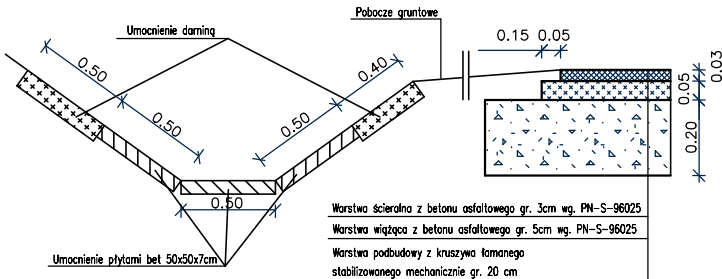 Umocnienie darniną
Pobocze gruntowe
0.50
0.50
0.50
0.40
0.50
0.15 0.05
0.03
0.05
0.20
Warstwa ścieralna z betonu asfaltowego gr. 3cm wg. PN-S-96025
Warstwa wiążąca z betonu asfaltowego gr. 5cm wg. PN-S-96025
Warstwa podbudowy z kruszywa łamanego
stabilizowanego mechanicznie gr. 20 cm
Umocnienie płytami bet 50x50x7cm